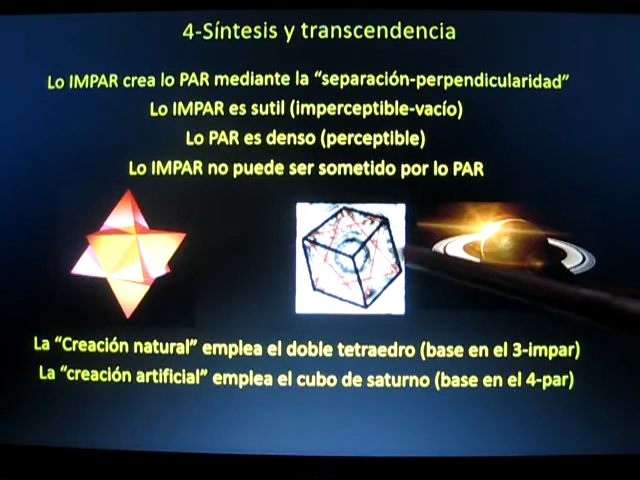 4-Síntesis y transcendencia
Lo IMPAR crea lo PAR mediante la “separación-perpendicularidad”
Lo IMPAR es sutil (imperceptible-vacío)
Lo PAR es denso (perceptible)
Lo IMPAR no puede ser sometido por lo PAR
La “Creación natural” emplea el doble tetraedro (base en el 3-impar)
La “creación artificial” emplea el cubo de saturno (base en el 4-par)